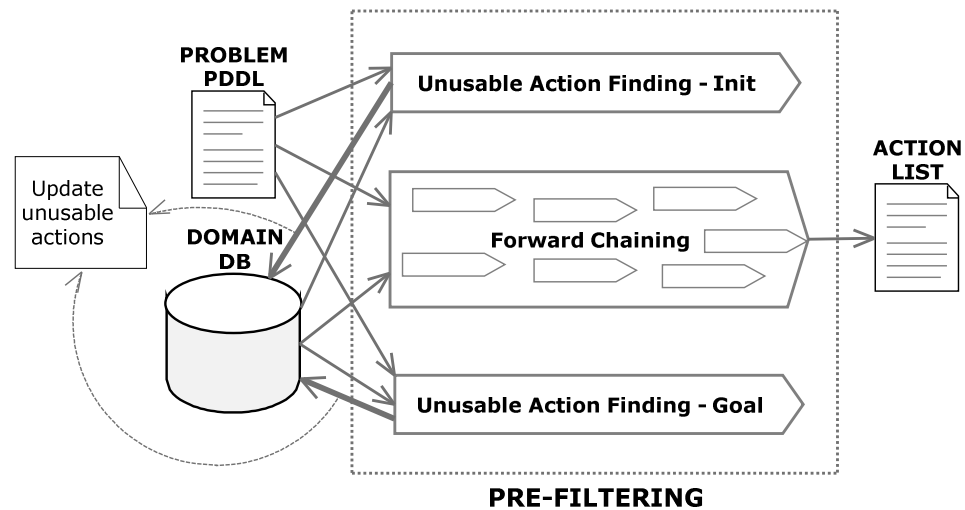 PROBLEM
PDDL
Unusable Action Finding - Init
ACTION
LIST
Update
unusable
actions
DOMAIN
DB
Forward Chaining
Unusable Action Finding - Goal
PRE-FILTERING